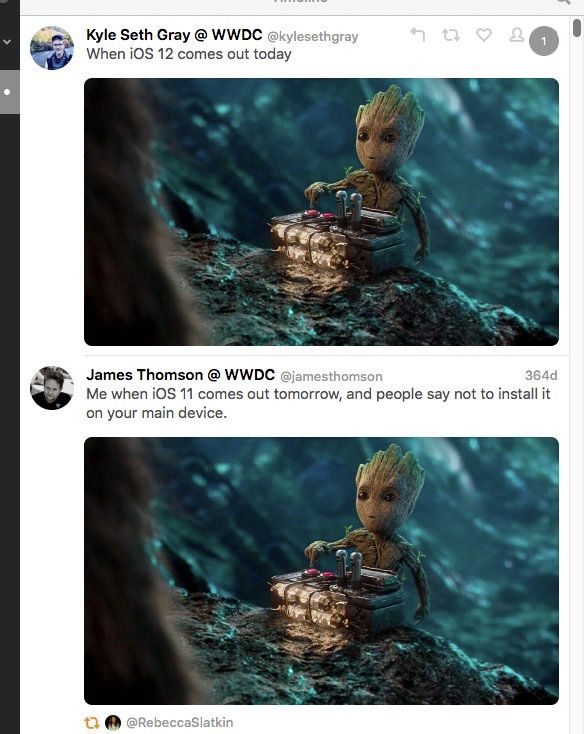 Timeline
Kyle Seth Gray @ WWDC @kylesethgray
1
When iOS 12 comes out today
James Thomson @ WWDC @jamesthomson 364d
Me when iOS 11 comes out tomorrow, and people say not to install it
on your main device.
@RebeccaSlatkin